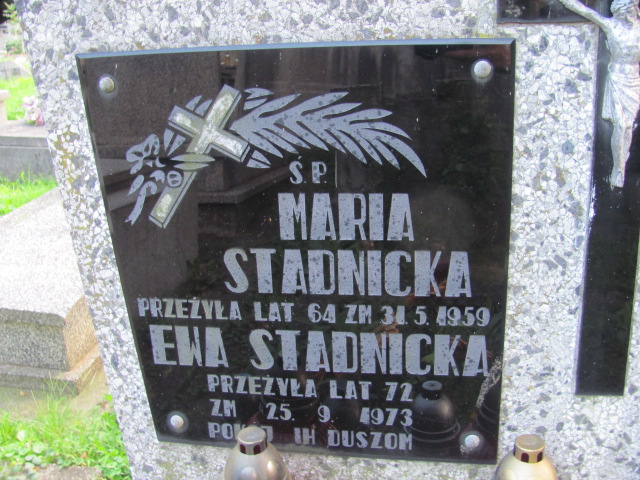 Ś.P.
MARIA
STADNICKA
PRZEŻYŁA LAT 64 ZM 31.5.1959
EWA STADNICKA
PRZEŻYŁA LAT 72
ZM 25.9.1973
IH DUSZOM